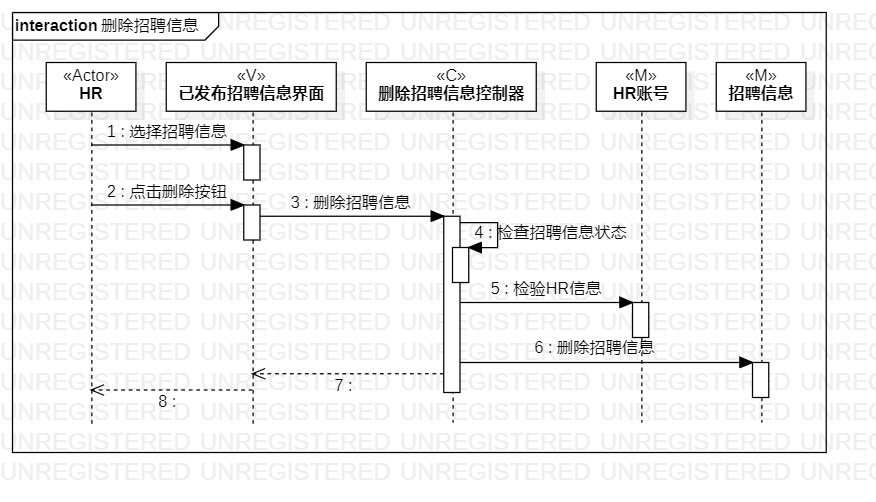 interaction 删除招聘信息
«Actor»
HR
«V»
已发布招聘信息界面
«C»
删除招聘信息控制器
«M»
HR账号
«M»
招聘信息
1 : 选择招聘信息
2 : 点击删除按钮
3 : 删除招聘信息
4 : 检查招聘信息状态
5 : 检验HR信息
6 : 删除招聘信息
7 :
8 :
UNREGISTERED